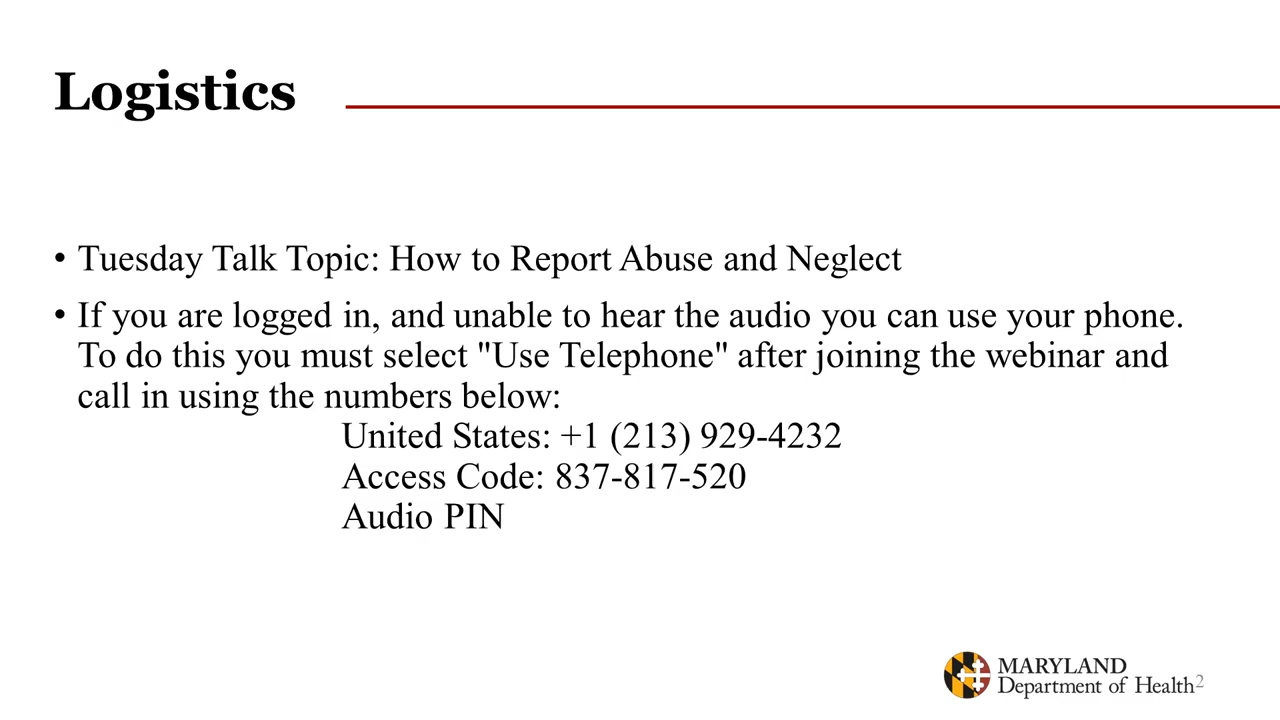 Logistics
• Tuesday Talk Topic: How to Report Abuse and Neglect
• If you are logged in, and unable to hear the audio you can use your phone.
To do this you must select "Use Telephone" after joining the webinar and
call in using the numbers below:
United States: +1 (213) 929-4232
Access Code: 837-817-520
Audio PIN
MARYLAND
Department of Health
2